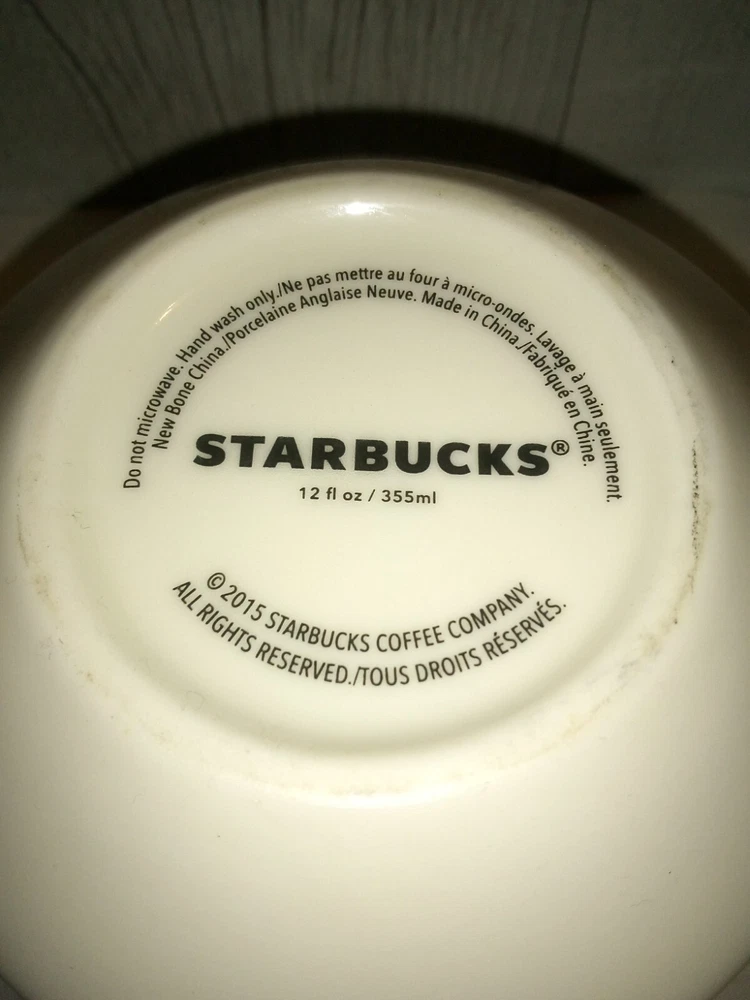 Do not microwave. Hand wash only./Ne pas mettre au four à micro-ondes. Lavage à main seulement.
New Bone China./Porcelaine Anglaise Neuve. Made in China./Fabriqué en Chine.
STARBUCKS®
12 fl oz / 355ml
© 2015 STARBUCKS COFFEE COMPANY.
ALL RIGHTS RESERVED./TOUS DROITS RÉSERVÉS.